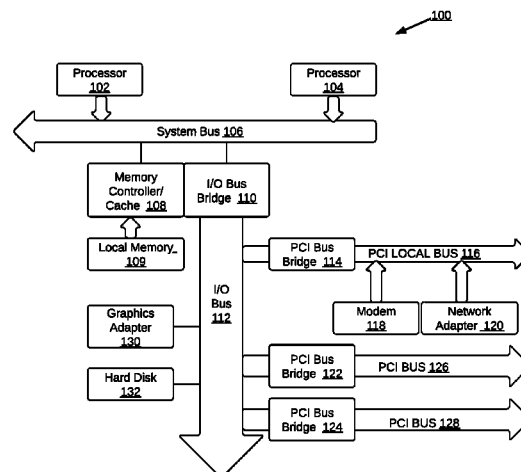 100
Processor
102
Processor
104
System Bus 106
Memory
Controller/
Cache 108
I/O Bus
Bridge 110
Local Memory
109
PCI Bus
Bridge 114
PCI LOCAL BUS 116
I/O
Bus
112
Graphics
Adapter
130
Modem
118
Network
Adapter 120
Hard Disk
132
PCI Bus
Bridge 122
PCI BUS 126
PCI Bus
Bridge 124
PCI BUS 128